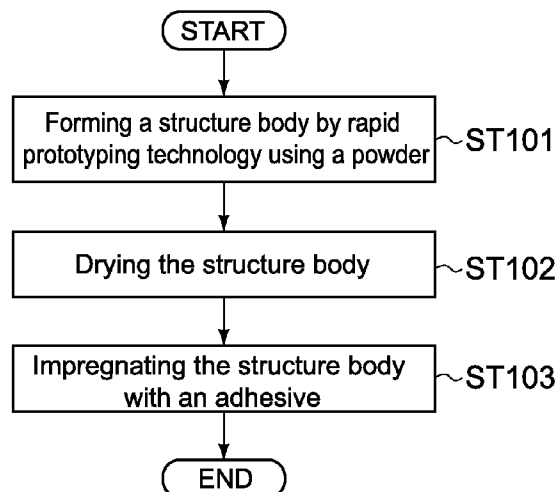 START
Forming a structure body by rapid
prototyping technology using a powder
ST101
Drying the structure body
ST102
Impregnating the structure body
with an adhesive
ST103
END